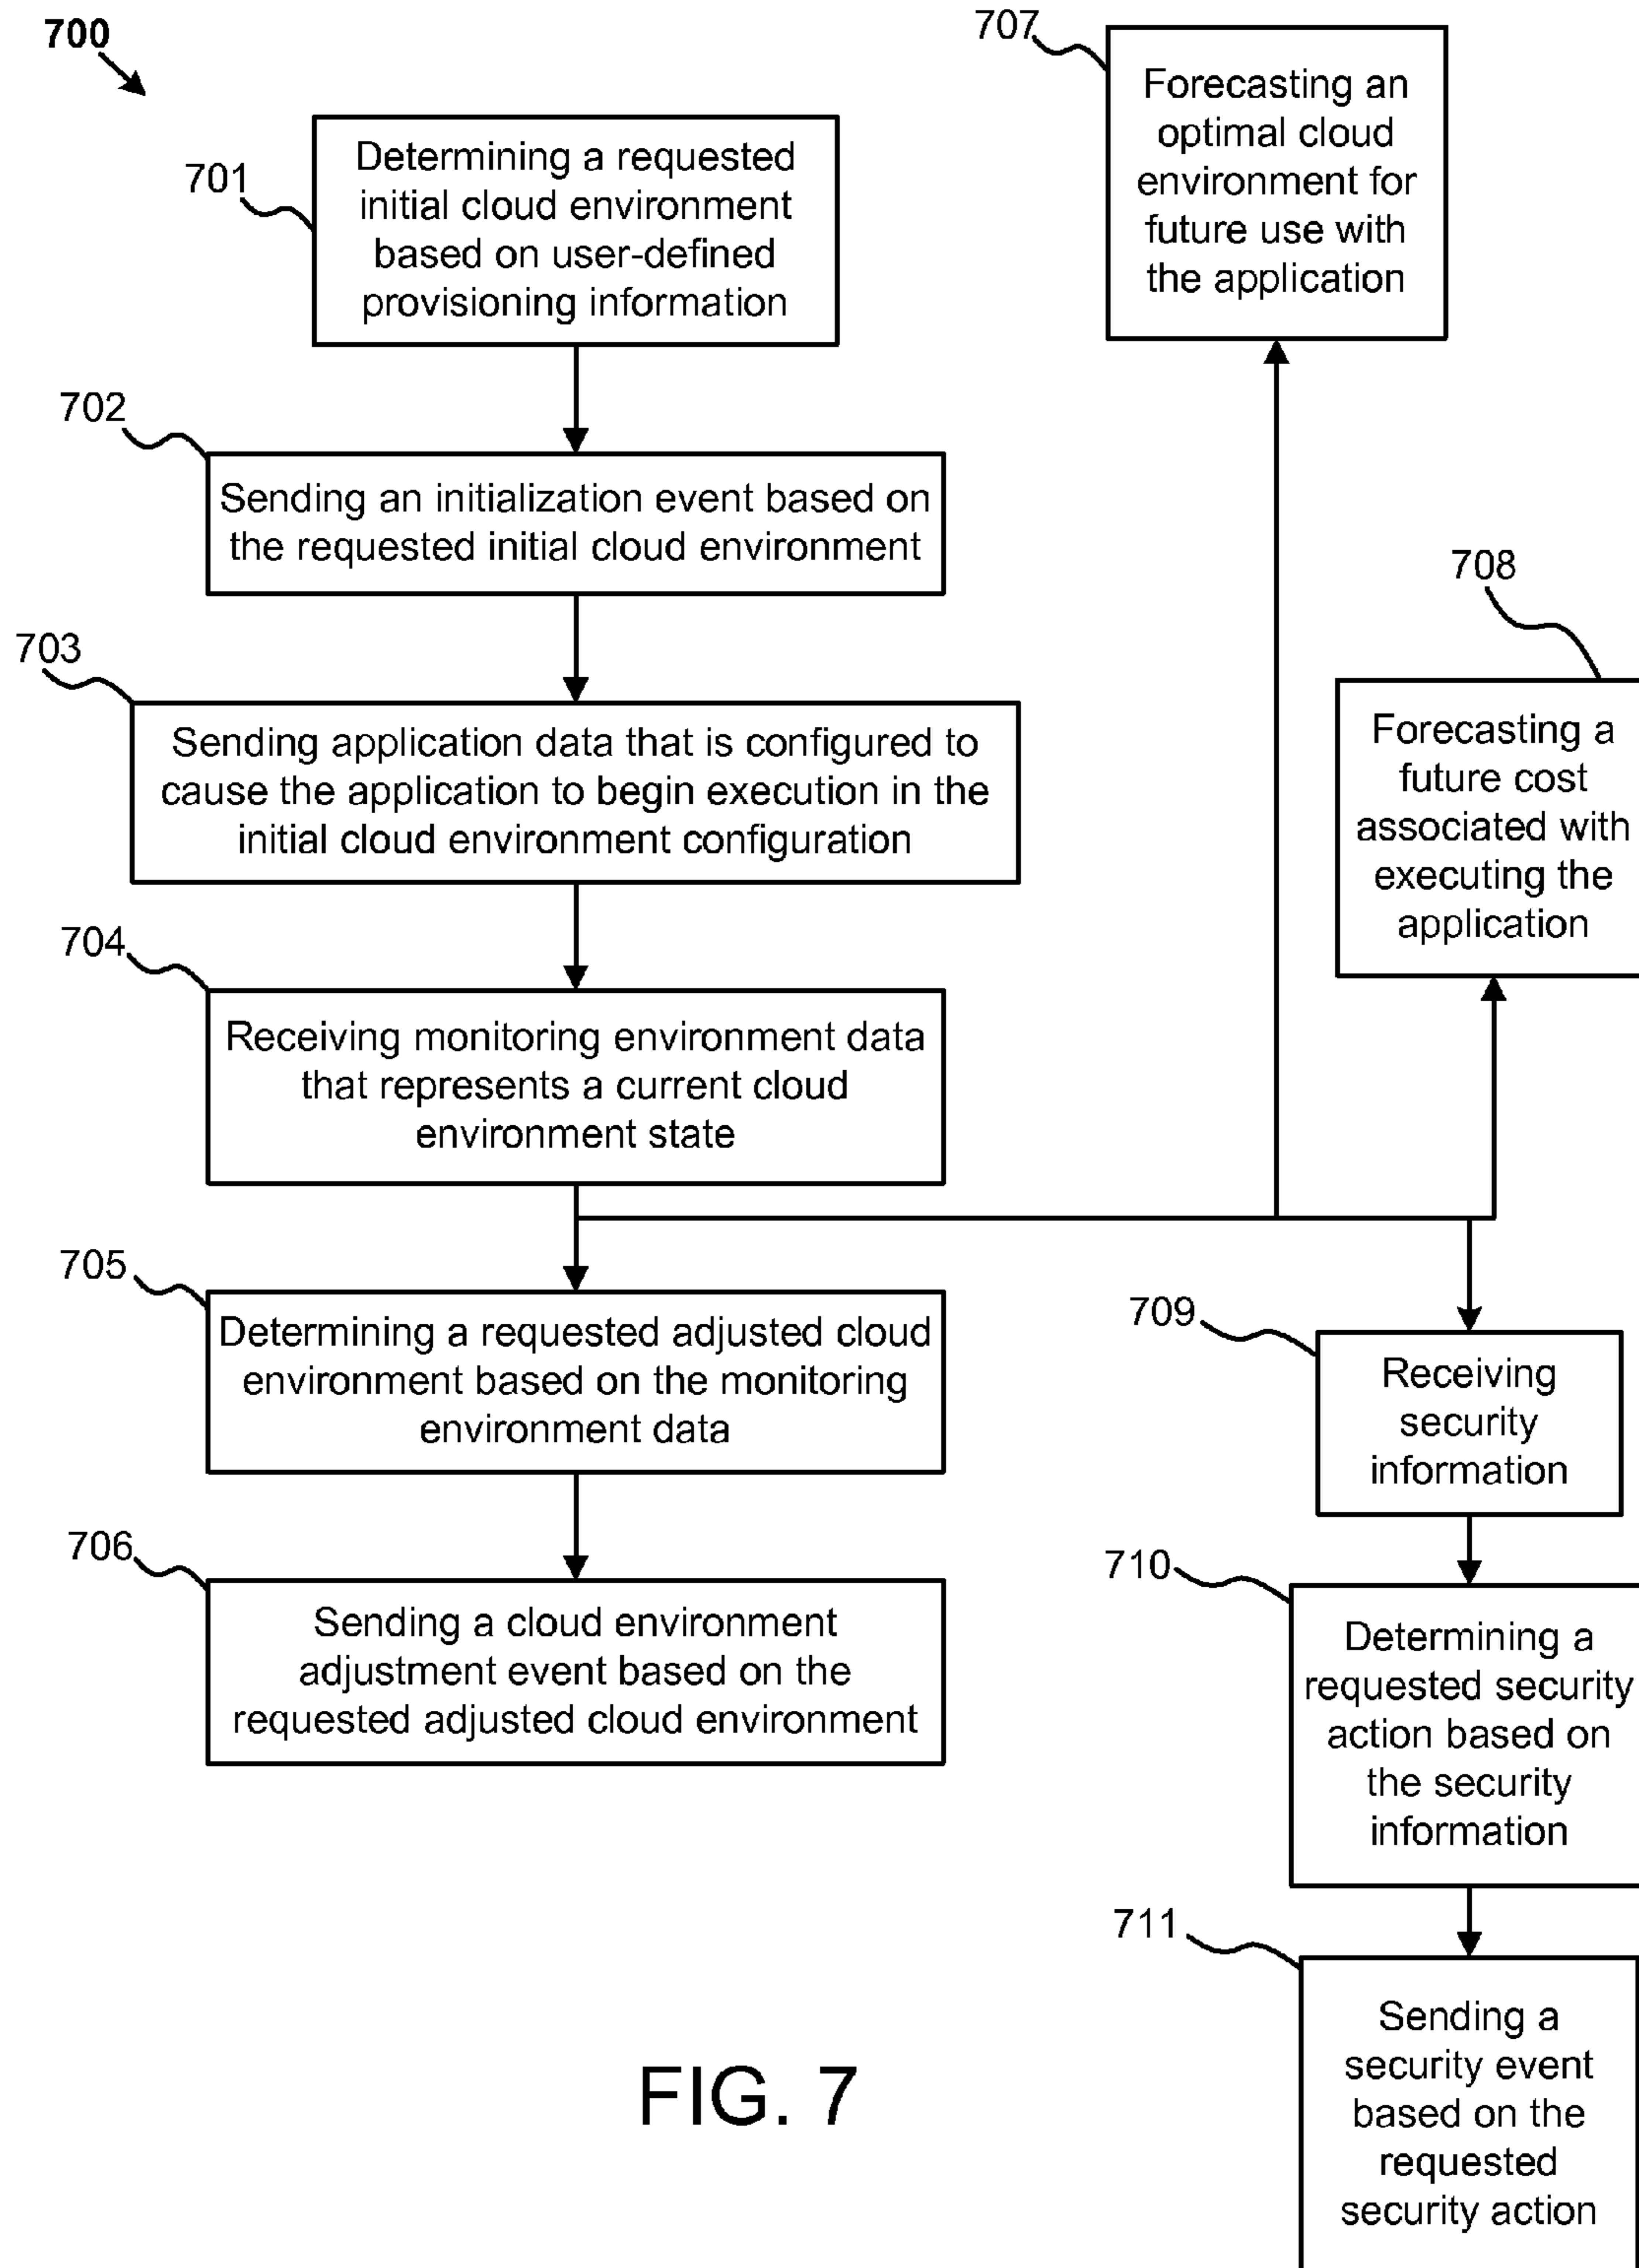 700
701
Determining a requested
initial cloud environment
based on user-defined
provisioning information
702
Sending an initialization event based on
the requested initial cloud environment
703
Sending application data that is configured to
cause the application to begin execution in the
initial cloud environment configuration
704
Receiving monitoring environment data
that represents a current cloud
environment state
705
Determining a requested adjusted cloud
environment based on the monitoring
environment data
706
Sending a cloud environment
adjustment event based on the
requested adjusted cloud environment
707
Forecasting an
optimal cloud
environment for
future use with
the application
708
Forecasting a
future cost
associated with
executing the
application
709
Receiving
security
information
710
Determining a
requested security
action based on
the security
information
711
Sending a
security event
based on the
requested
security action
FIG. 7